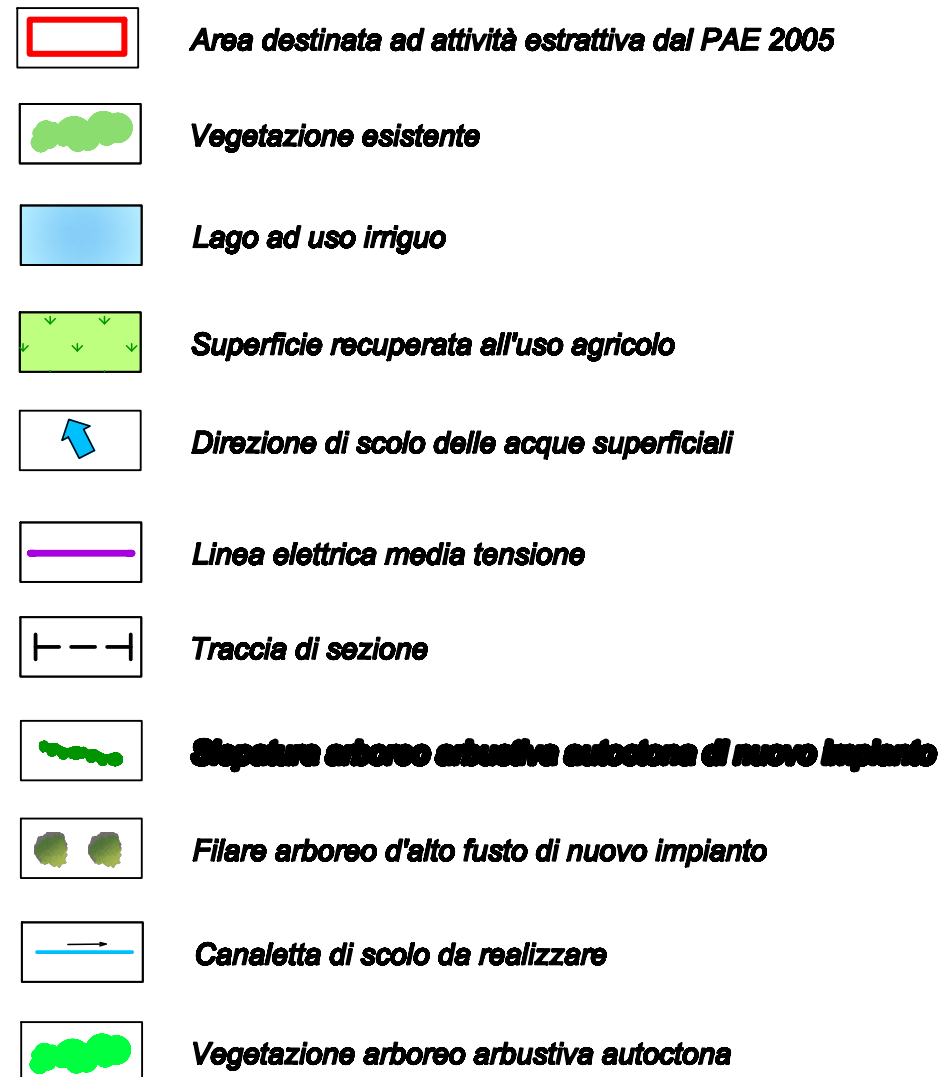 Area destinata ad attività estrattiva dal PAE 2005
Vegetazione esistente
Lago ad uso irriguo
Superficie recuperata all'uso agricolo
Direzione di scolo delle acque superficiali
Linea elettrica media tensione
Traccia di sezione
arboreo arbustiva autoctona di nuovo impianto
Filare arboreo d'alto fusto di nuovo impianto
Canaletta di scolo da realizzare
Vegetazione arboreo arbustiva autoctona